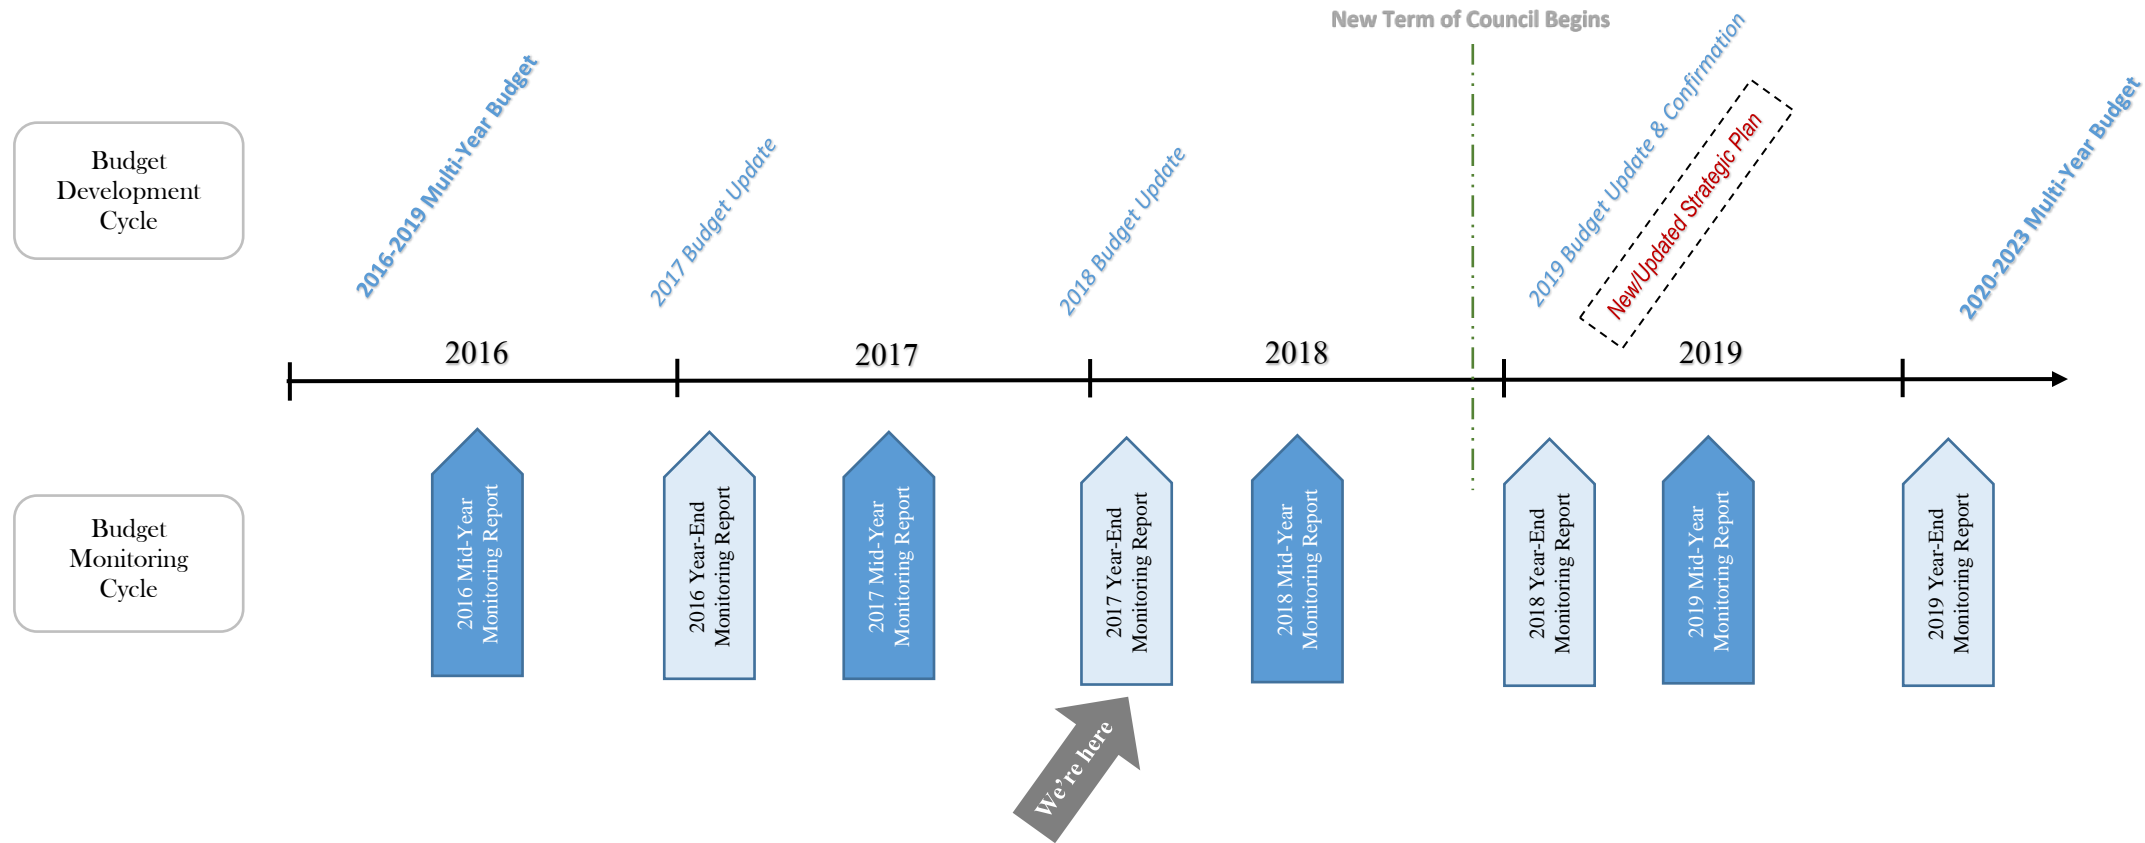 New Term of Council Begins
Budget
Development
Cycle
2016-2019 Multi-Year Budget
2017 Budget Update
2018 Budget Update
2019 Budget Update & Confirmation
New/Updated Strategic Plan
2020-2023 Multi-Year Budget
2016
2017
2018
2019
Budget
Monitoring
Cycle
2016 Mid-Year
Monitoring Report
2016 Year-End
Monitoring Report
2017 Mid-Year
Monitoring Report
2017 Year-End
Monitoring Report
2018 Mid-Year
Monitoring Report
2018 Year-End
Monitoring Report
2019 Mid-Year
Monitoring Report
2019 Year-End
Monitoring Report
We're here